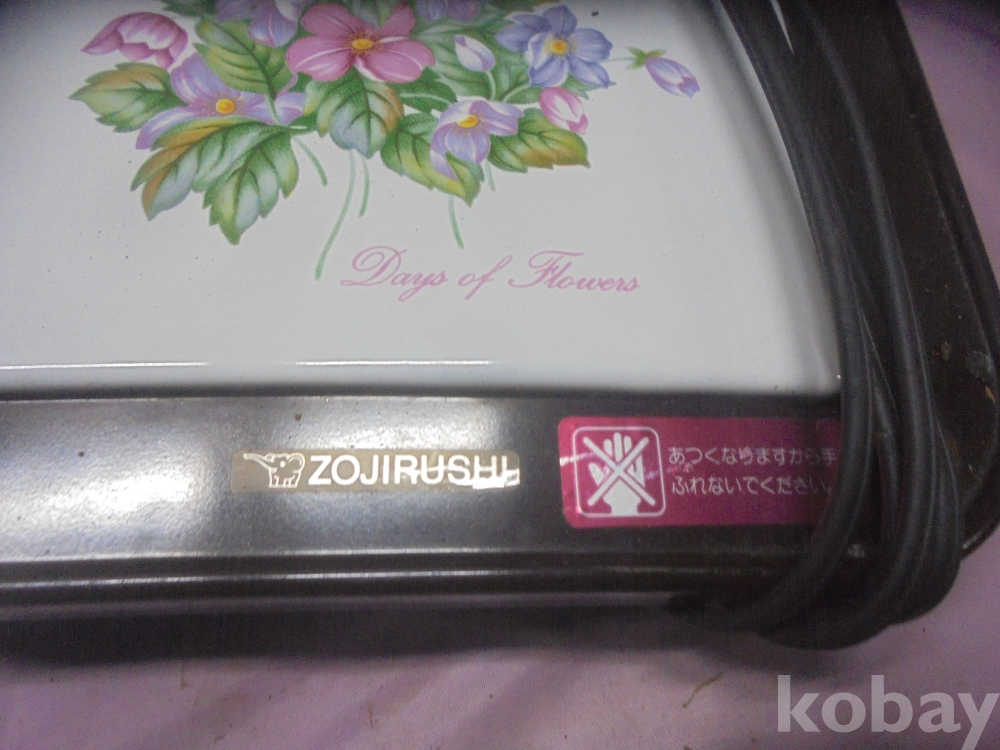 Days of Flowers
ZOJIRUSHI
あつくなりますから手
ふれないでください。
kobay